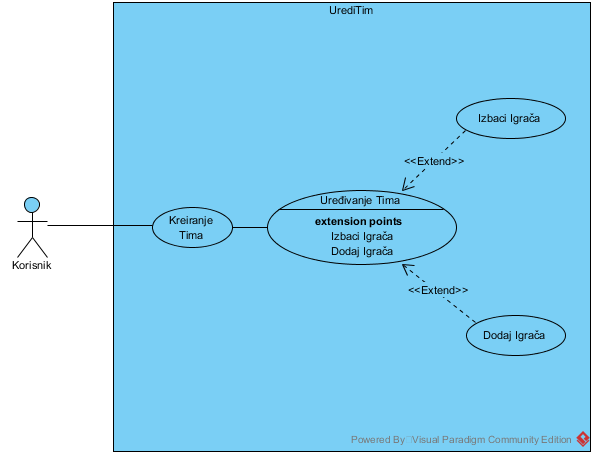 UrediTim
Izbaci Igrača
<<Extend>>
Uređivanje Tima
extension points
Izbaci Igrača
Dodaj Igrača
Kreiranje
Tima
Korisnik
<<Extend>>
Dodaj Igrača
Powered By Visual Paradigm Community Edition